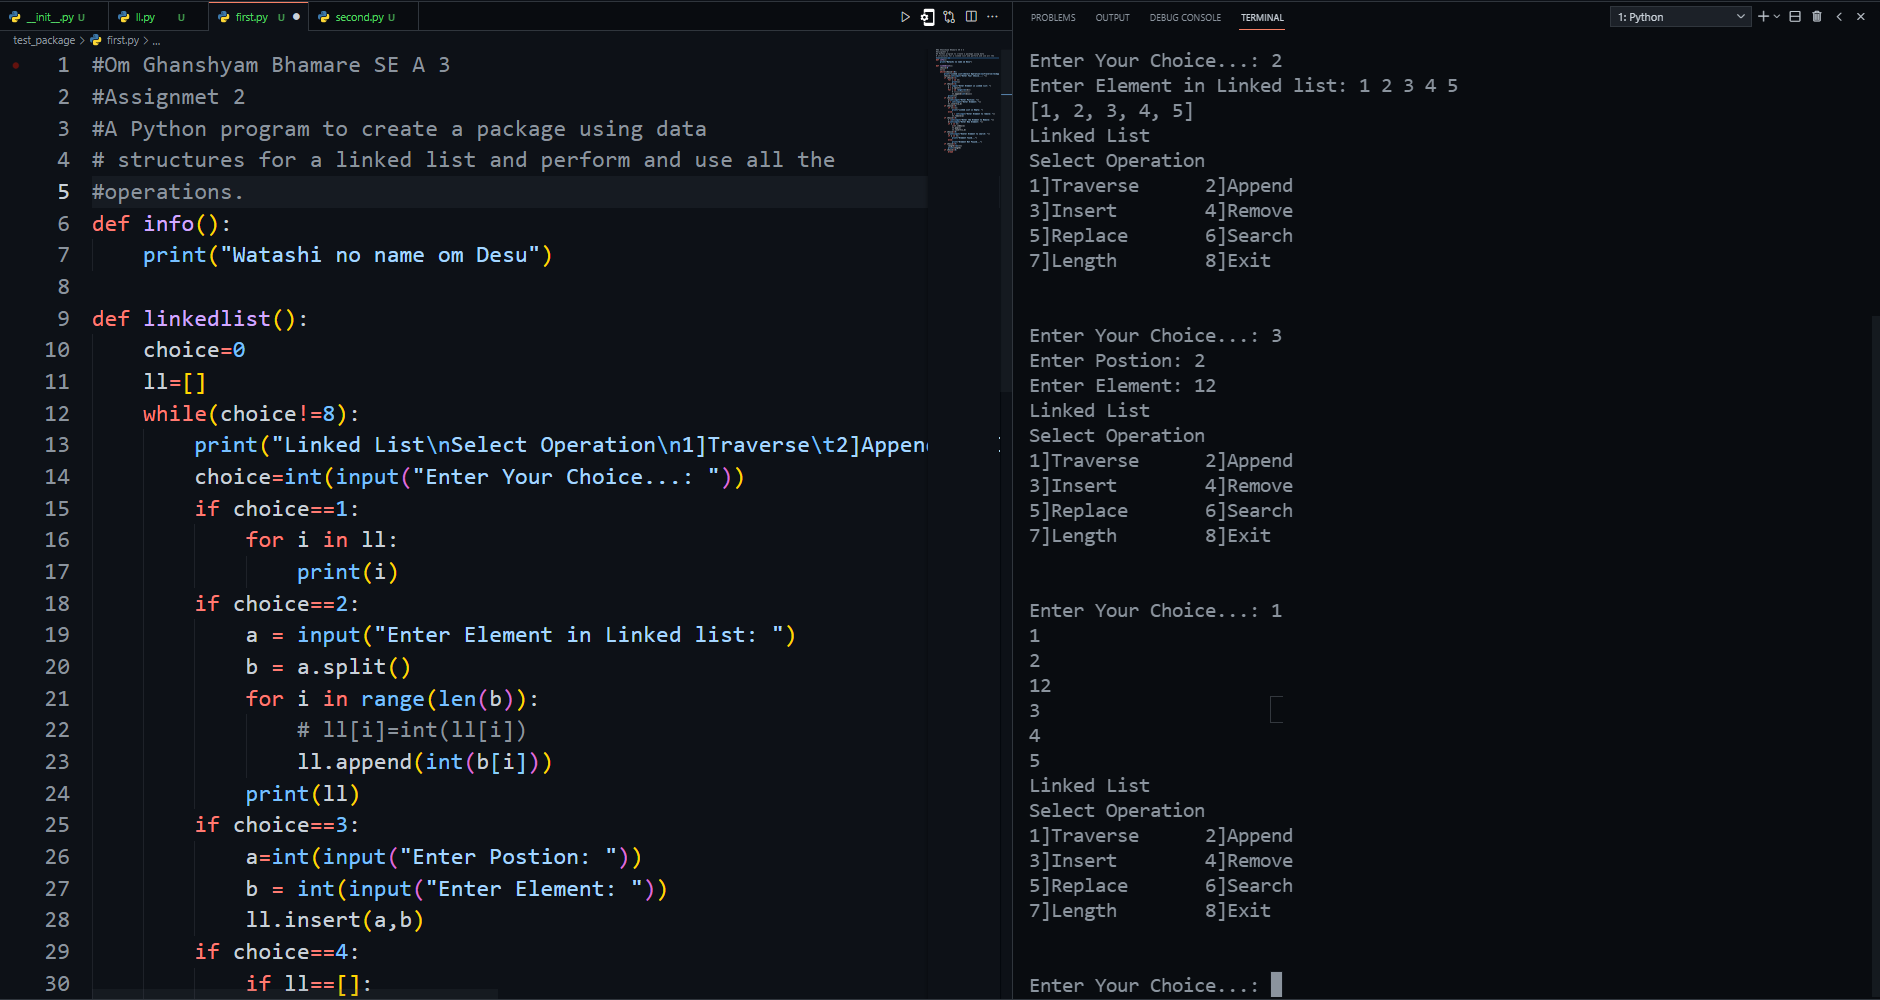 __init__.py U
ll.py U
first.py U
second.py U
test_package > first.py > ...
1 #Om Ghanshyam Bhamare SE A 3
2 #Assignmet 2
3 #A Python program to create a package using data
4 # structures for a linked list and perform and use all the
5 #operations.
6 def info():
7 print("Watashi no name om Desu")
8
9 def linkedlist():
10 choice=0
11 ll=[]
12 while(choice!=8):
13 print("Linked List\nSelect Operation\n1]Traverse\t2]Appen
14 choice=int(input("Enter Your Choice...: "))
15 if choice==1:
16 for i in ll:
17 print(i)
18 if choice==2:
19 a = input("Enter Element in Linked list: ")
20 b = a.split()
21 for i in range(len(b)):
22 # ll[i]=int(ll[i])
23 ll.append(int(b[i]))
24 print(ll)
25 if choice==3:
26 a=int(input("Enter Postion: "))
27 b = int(input("Enter Element: "))
28 ll.insert(a,b)
29 if choice==4:
30 if ll==[]:
PROBLEMS OUTPUT DEBUG CONSOLE TERMINAL 1: Python
Enter Your Choice...: 2
Enter Element in Linked list: 1 2 3 4 5
[1, 2, 3, 4, 5]
Linked List
Select Operation
1]Traverse 2]Append
3]Insert 4]Remove
5]Replace 6]Search
7]Length 8]Exit
Enter Your Choice...: 3
Enter Postion: 2
Enter Element: 12
Linked List
Select Operation
1]Traverse 2]Append
3]Insert 4]Remove
5]Replace 6]Search
7]Length 8]Exit
Enter Your Choice...: 1
1
2
12
3
4
5
Linked List
Select Operation
1]Traverse 2]Append
3]Insert 4]Remove
5]Replace 6]Search
7]Length 8]Exit
Enter Your Choice...: